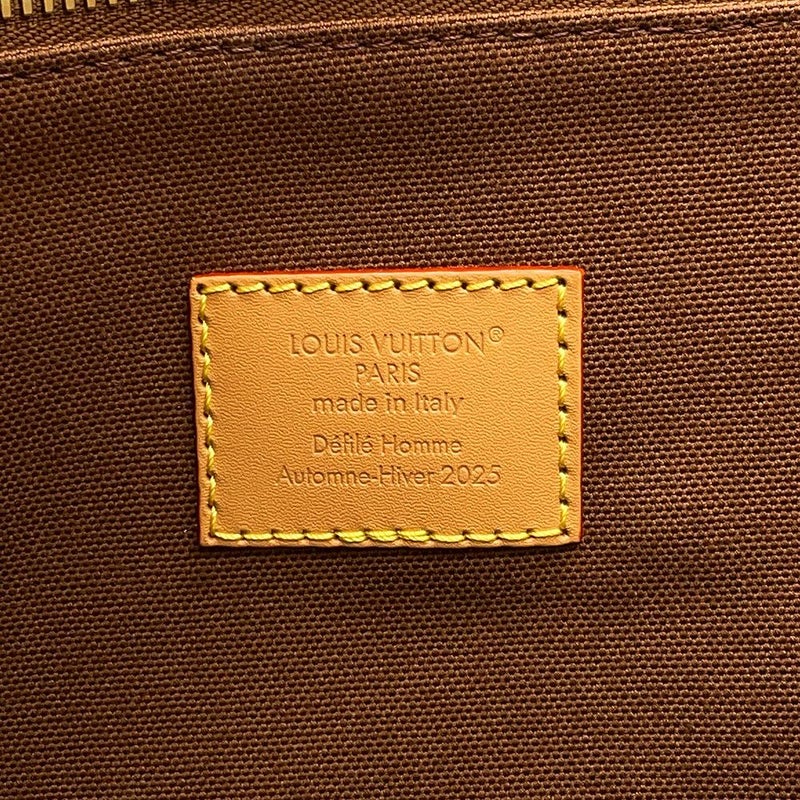 LOUIS VUITTON®
PARIS
made in Italy
Défilé Homme
Automne-Hiver 2025